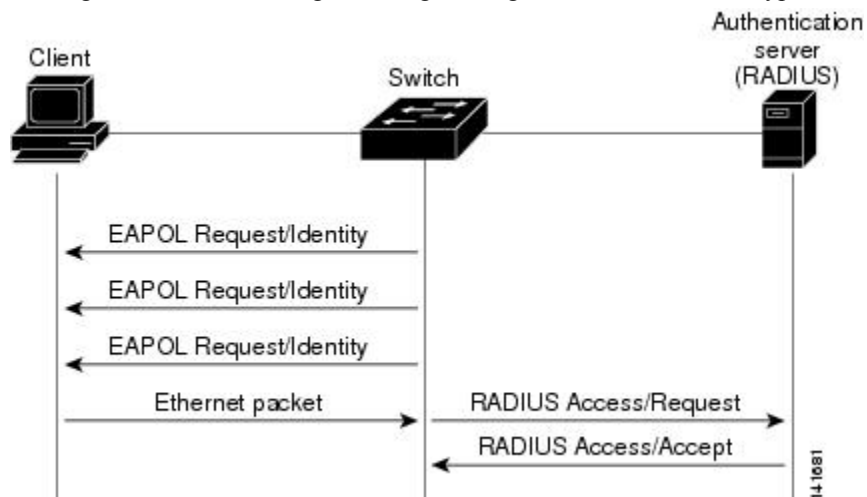 Client
Switch
Authentication
server
(RADIUS)
EAPOL Request/Identity
EAPOL Request/Identity
EAPOL Request/Identity
Ethernet packet
RADIUS Access/Request
RADIUS Access/Accept
141681